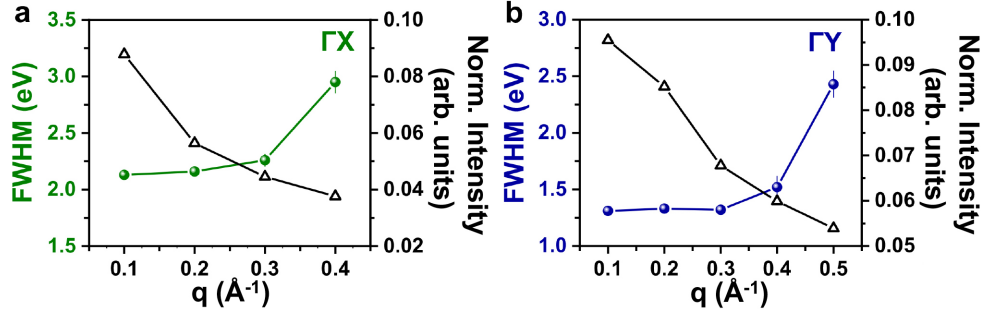 a
ΓX
FWHM (eV)
3.5
3.0
2.5
2.0
1.5
0.10
0.08
0.06
0.04
0.02
Norm. Intensity
(arb. units)
0.1 0.2 0.3 0.4
q (Å-1)
b
ΓY
FWHM (eV)
3.0
2.5
2.0
1.5
1.0
0.10
0.09
0.08
0.07
0.06
0.05
Norm. Intensity
(arb. units)
0.1 0.2 0.3 0.4 0.5
q (Å-1)